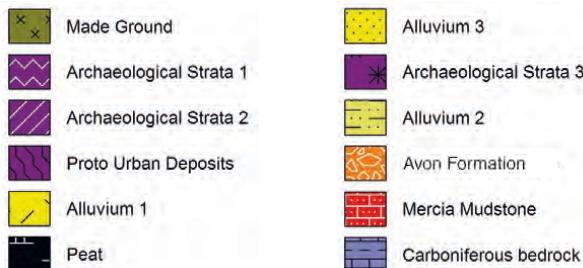 Made Ground
Archaeological Strata 1
Archaeological Strata 2
Proto Urban Deposits
Alluvium 1
Peat
Alluvium 3
Archaeological Strata 3
Alluvium 2
Avon Formation
Mercia Mudstone
Carboniferous bedrock